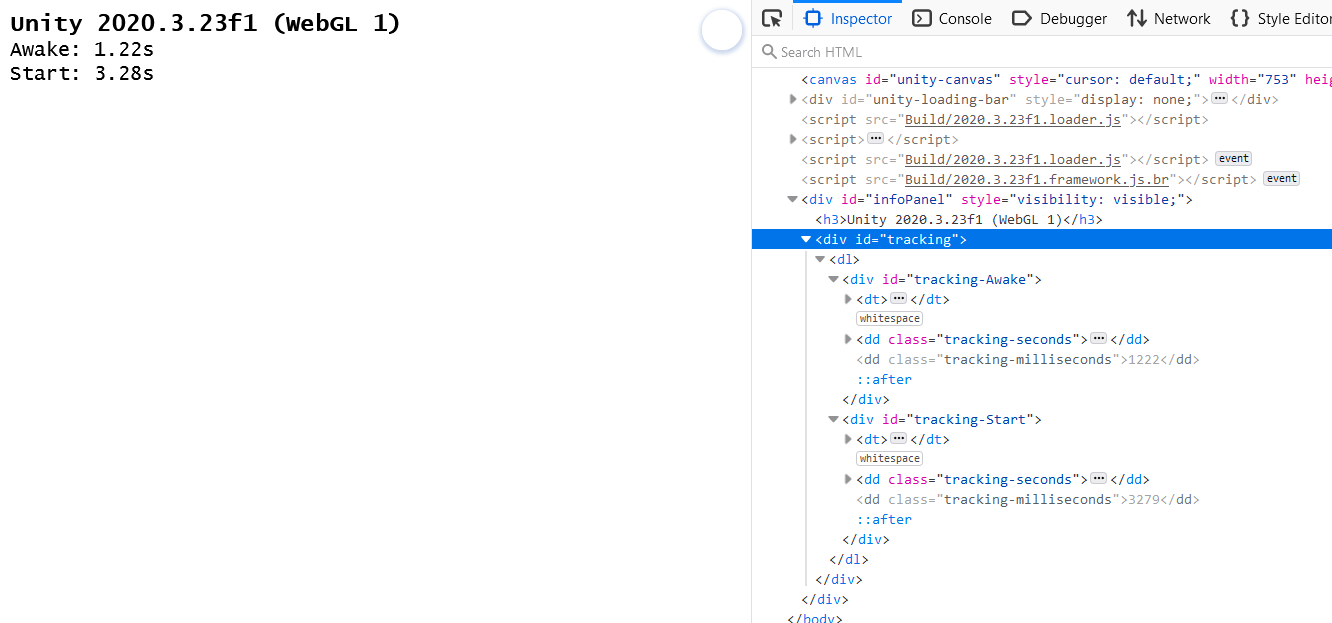 Unity 2020.3.23f1 (WebGL 1)
Awake: 1.22s
Start: 3.28s
Inspector Console Debugger Network Style Editor
Search HTML
<canvas id="unity-canvas" style="cursor: default;" width="753" heig
<div id="unity-loading-bar" style="display: none;"> ••• </div>
<script src="Build/2020.3.23f1.loader.js"></script>
<script> ••• </script>
<script src="Build/2020.3.23f1.loader.js"></script> event
<script src="Build/2020.3.23f1.framework.js.br"></script> event
<div id="infoPanel" style="visibility: visible;">
<h3>Unity 2020.3.23f1 (WebGL 1)</h3>
<div id="tracking">
<dl>
<div id="tracking-Awake">
<dt> ••• </dt>
whitespace
<dd class="tracking-seconds"> ••• </dd>
<dd class="tracking-milliseconds">1222</dd>
::after
</div>
<div id="tracking-Start">
<dt> ••• </dt>
whitespace
<dd class="tracking-seconds"> ••• </dd>
<dd class="tracking-milliseconds">3279</dd>
::after
</div>
</dl>
</div>
</div>
</body>